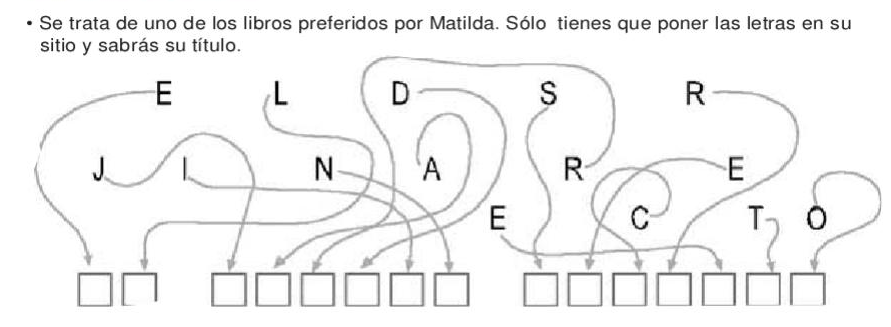 • Se trata de uno de los libros preferidos por Matilda. Sólo tienes que poner las letras en su
sitio y sabrás su título.
E L D S R
J I N A R E
E C T O